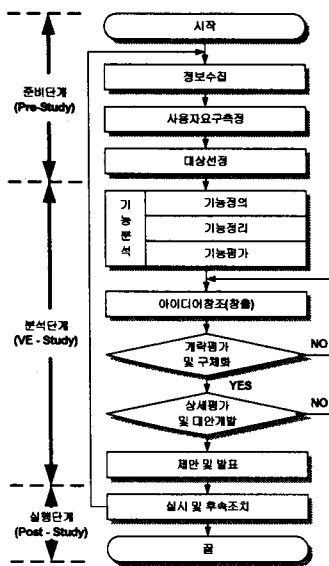 시작
정보수집
준비단계
(Pre-Study)
사용자요구측정
대상선정
기능분석
기능정의
기능정리
기능평가
아이디어창조(창출)
개략평가
및 구체화
NO
YES
분석단계
(VE - Study)
상세평가
및 대안개발
NO
제안 및 발표
실시 및 후속조치
실행단계
(Post - Study)
끝